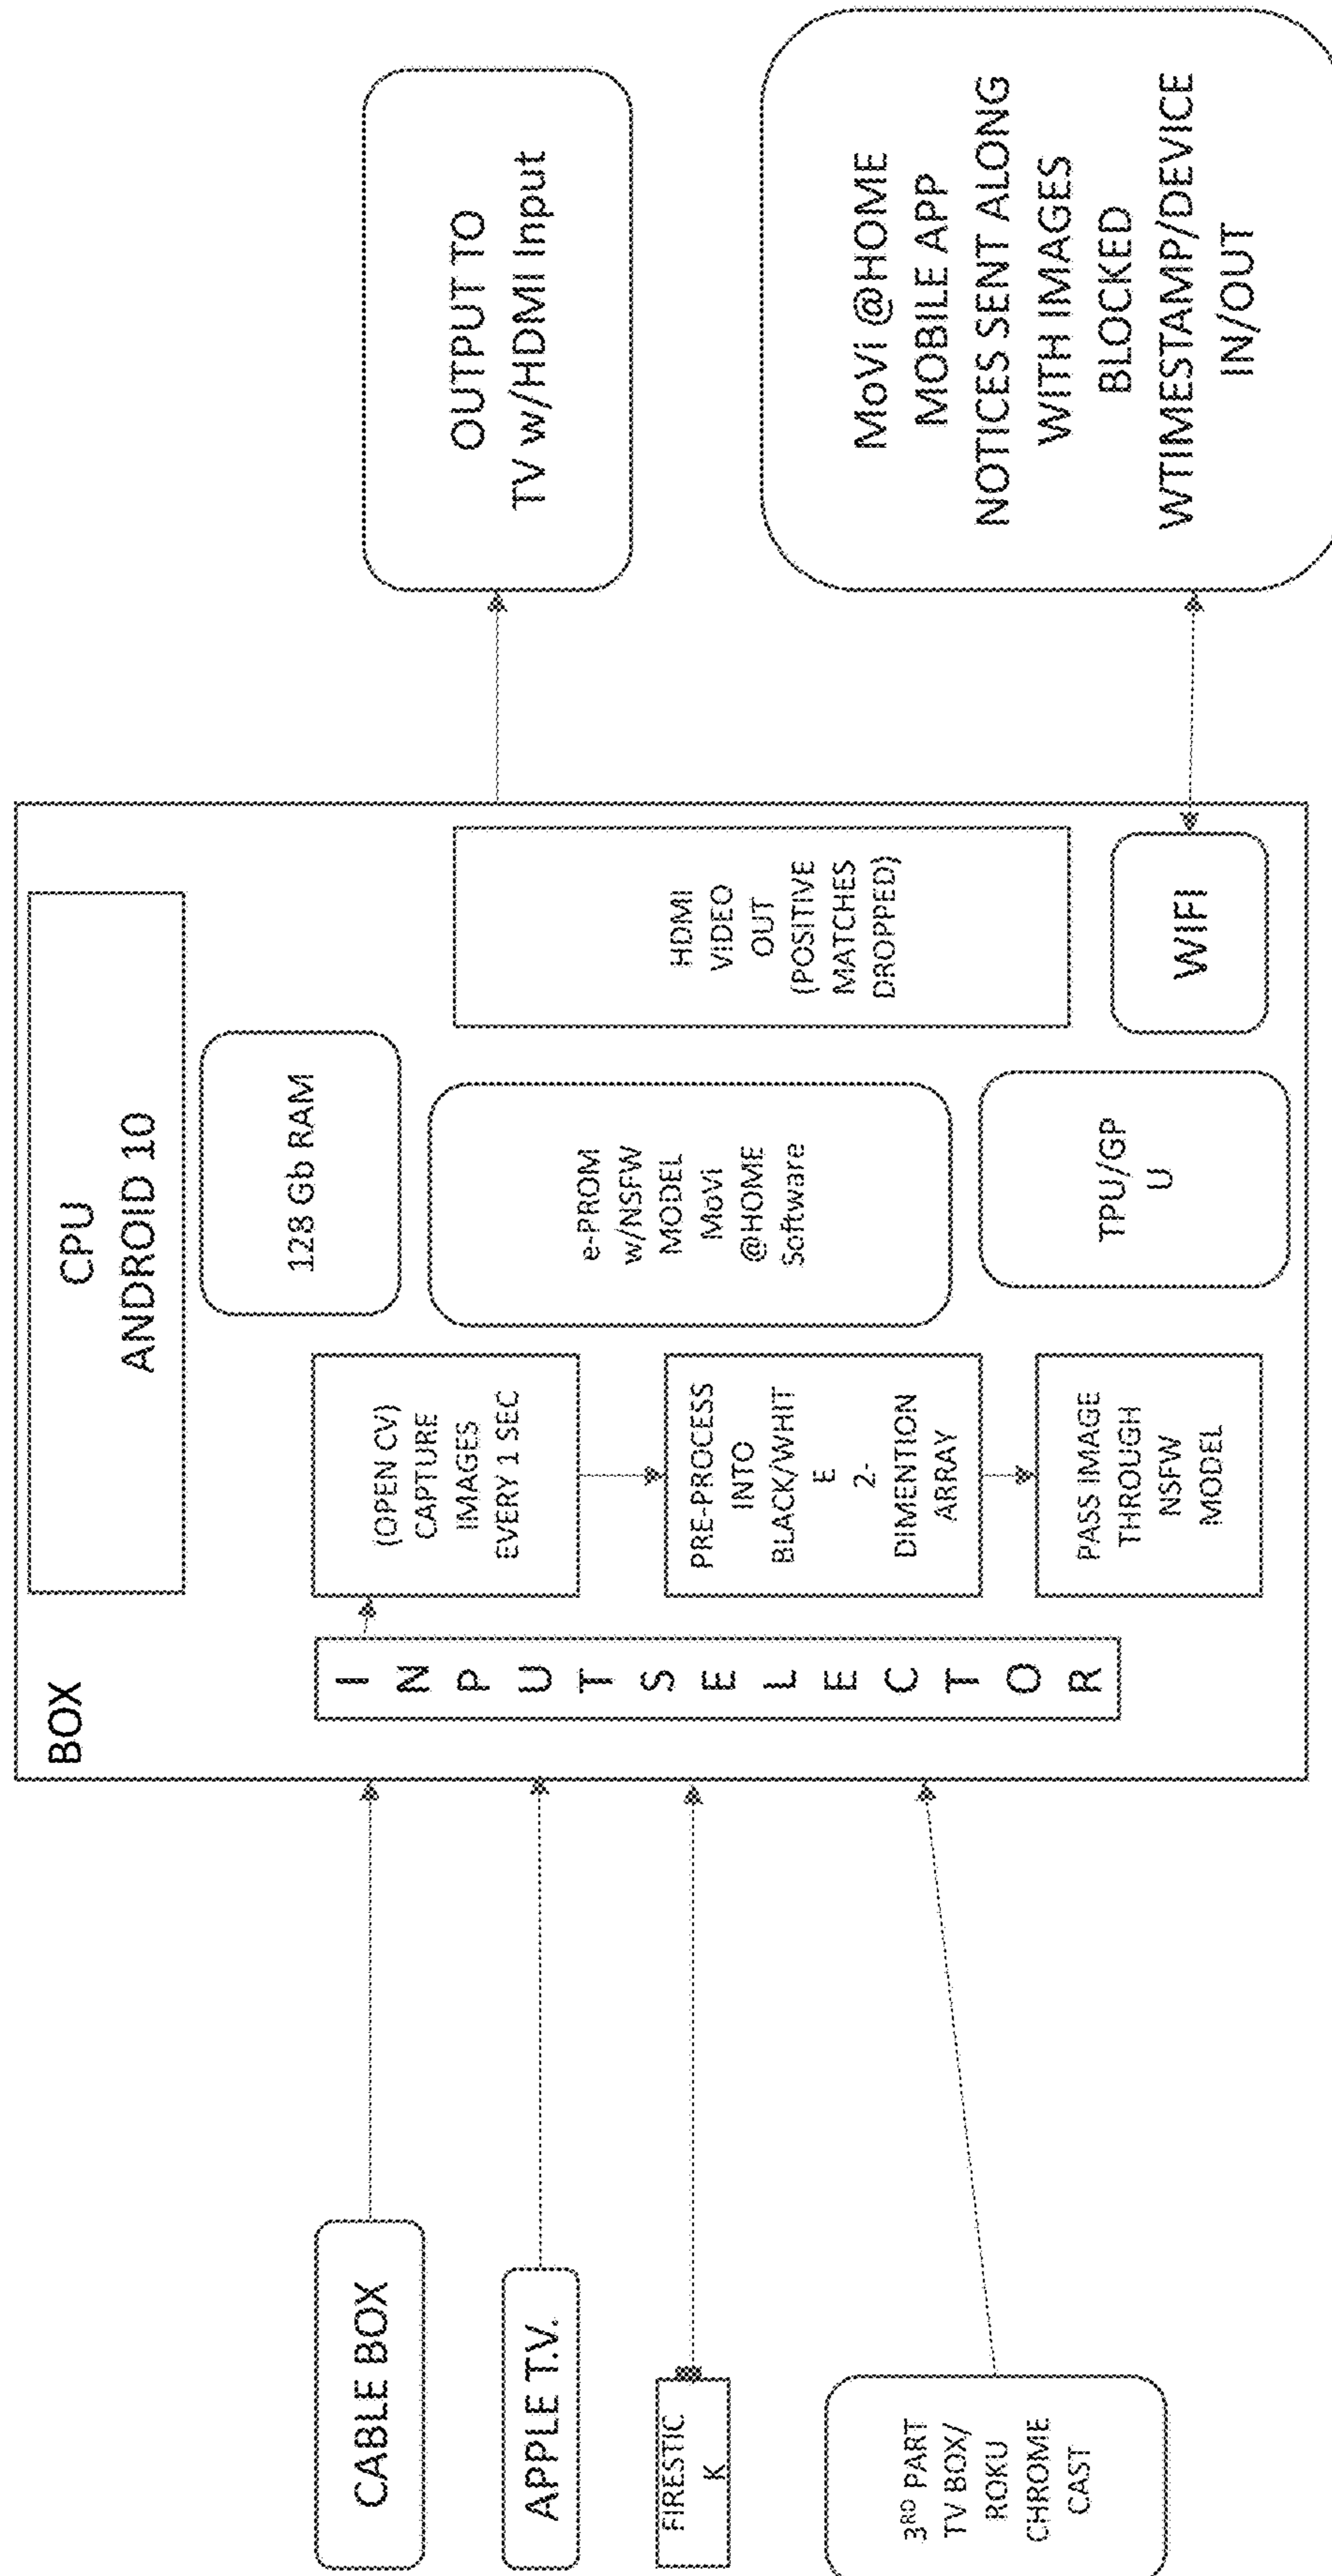 CABLE BOX
APPLE T.V.
FIRESTIC
K
3RD PART
TV BOX/
ROKU
CHROME
CAST
BOX
CPU
ANDROID 10
I
N
P
U
T
S
E
L
E
C
T
O
R
(OPEN CV)
CAPTURE
IMAGES
EVERY 1 SEC
PRE-PROCESS
INTO
BLACK/WHIT
E
2-
DIMENTION
ARRAY
PASS IMAGE
THROUGH
NSFW
MODEL
128 Gb RAM
e-PROM
w/NSFW
MODEL
MoVi
@HOME
Software
TPU/GP
U
HDMI
VIDEO
OUT
(POSITIVE
MATCHES
DROPPED)
WIFI
OUTPUT TO
TV w/HDMI Input
MoVi @HOME
MOBILE APP
NOTICES SENT ALONG
WITH IMAGES
BLOCKED
WTIMESTAMP/DEVICE
IN/OUT